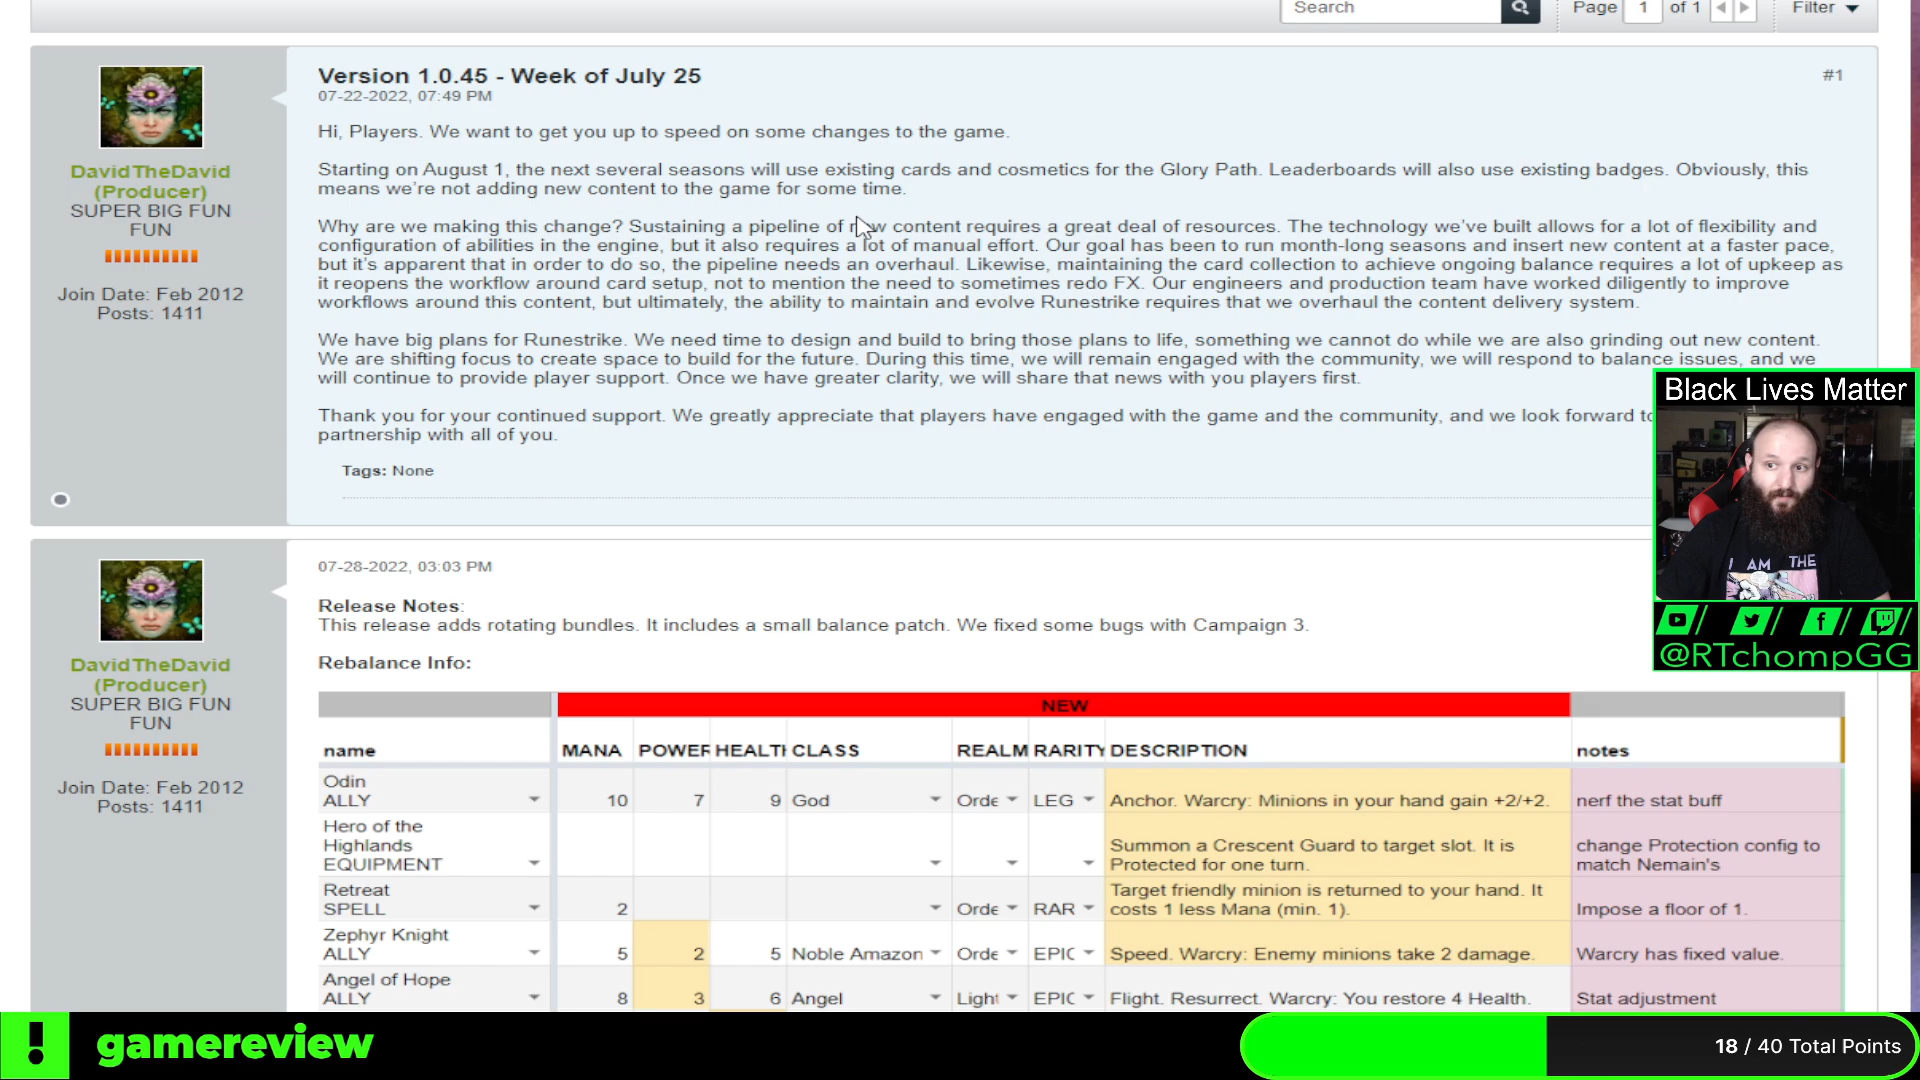 Search
Page 1 of 1
Filter
Version 1.0.45 - Week of July 25
#1
07-22-2022, 07:49 PM
DavidTheDavid
(Producer)
SUPER BIG FUN
FUN
Join Date: Feb 2012
Posts: 1411
Hi, Players. We want to get you up to speed on some changes to the game.
Starting on August 1, the next several seasons will use existing cards and cosmetics for the Glory Path. Leaderboards will also use existing badges. Obviously, this
means we're not adding new content to the game for some time.
Why are we making this change? Sustaining a pipeline of new content requires a great deal of resources. The technology we've built allows for a lot of flexibility and
configuration of abilities in the engine, but it also requires a lot of manual effort. Our goal has been to run month-long seasons and insert new content at a faster pace,
but it's apparent that in order to do so, the pipeline needs an overhaul. Likewise, maintaining the card collection to achieve ongoing balance requires a lot of upkeep as
it reopens the workflow around card setup, not to mention the need to sometimes redo FX. Our engineers and production team have worked diligently to improve
workflows around this content, but ultimately, the ability to maintain and evolve Runestrike requires that we overhaul the content delivery system.
We have big plans for Runestrike. We need time to design and build to bring those plans to life, something we cannot do while we are also grinding out new content.
We are shifting focus to create space to build for the future. During this time, we will remain engaged with the community, we will respond to balance issues, and we
will continue to provide player support. Once we have greater clarity, we will share that news with you players first.
Thank you for your continued support. We greatly appreciate that players have engaged with the game and the community, and we look forward to
partnership with all of you.
Tags: None
Black Lives Matter
I AM THE
@RTchompGG
07-28-2022, 03:03 PM
DavidTheDavid
(Producer)
SUPER BIG FUN
FUN
Join Date: Feb 2012
Posts: 1411
Release Notes:
This release adds rotating bundles. It includes a small balance patch. We fixed some bugs with Campaign 3.
Rebalance Info:
NEW
name MANA POWER HEALTH CLASS REALM RARITY DESCRIPTION notes
Odin
ALLY 10 7 9 God Orde LEG Anchor. Warcry: Minions in your hand gain +2/+2. nerf the stat buff
Hero of the
Highlands Summon a Crescent Guard to target slot. It is change Protection config to
EQUIPMENT Protected for one turn. match Nemain's
Retreat Target friendly minion is returned to your hand. It
SPELL 2 Orde RAR costs 1 less Mana (min. 1). Impose a floor of 1.
Zephyr Knight
ALLY 5 2 5 Noble Amazon Orde EPIC Speed. Warcry: Enemy minions take 2 damage. Warcry has fixed value.
Angel of Hope
ALLY 8 3 6 Angel Light EPIC Flight. Resurrect. Warcry: You restore 4 Health. Stat adjustment
! gamereview
18 / 40 Total Points